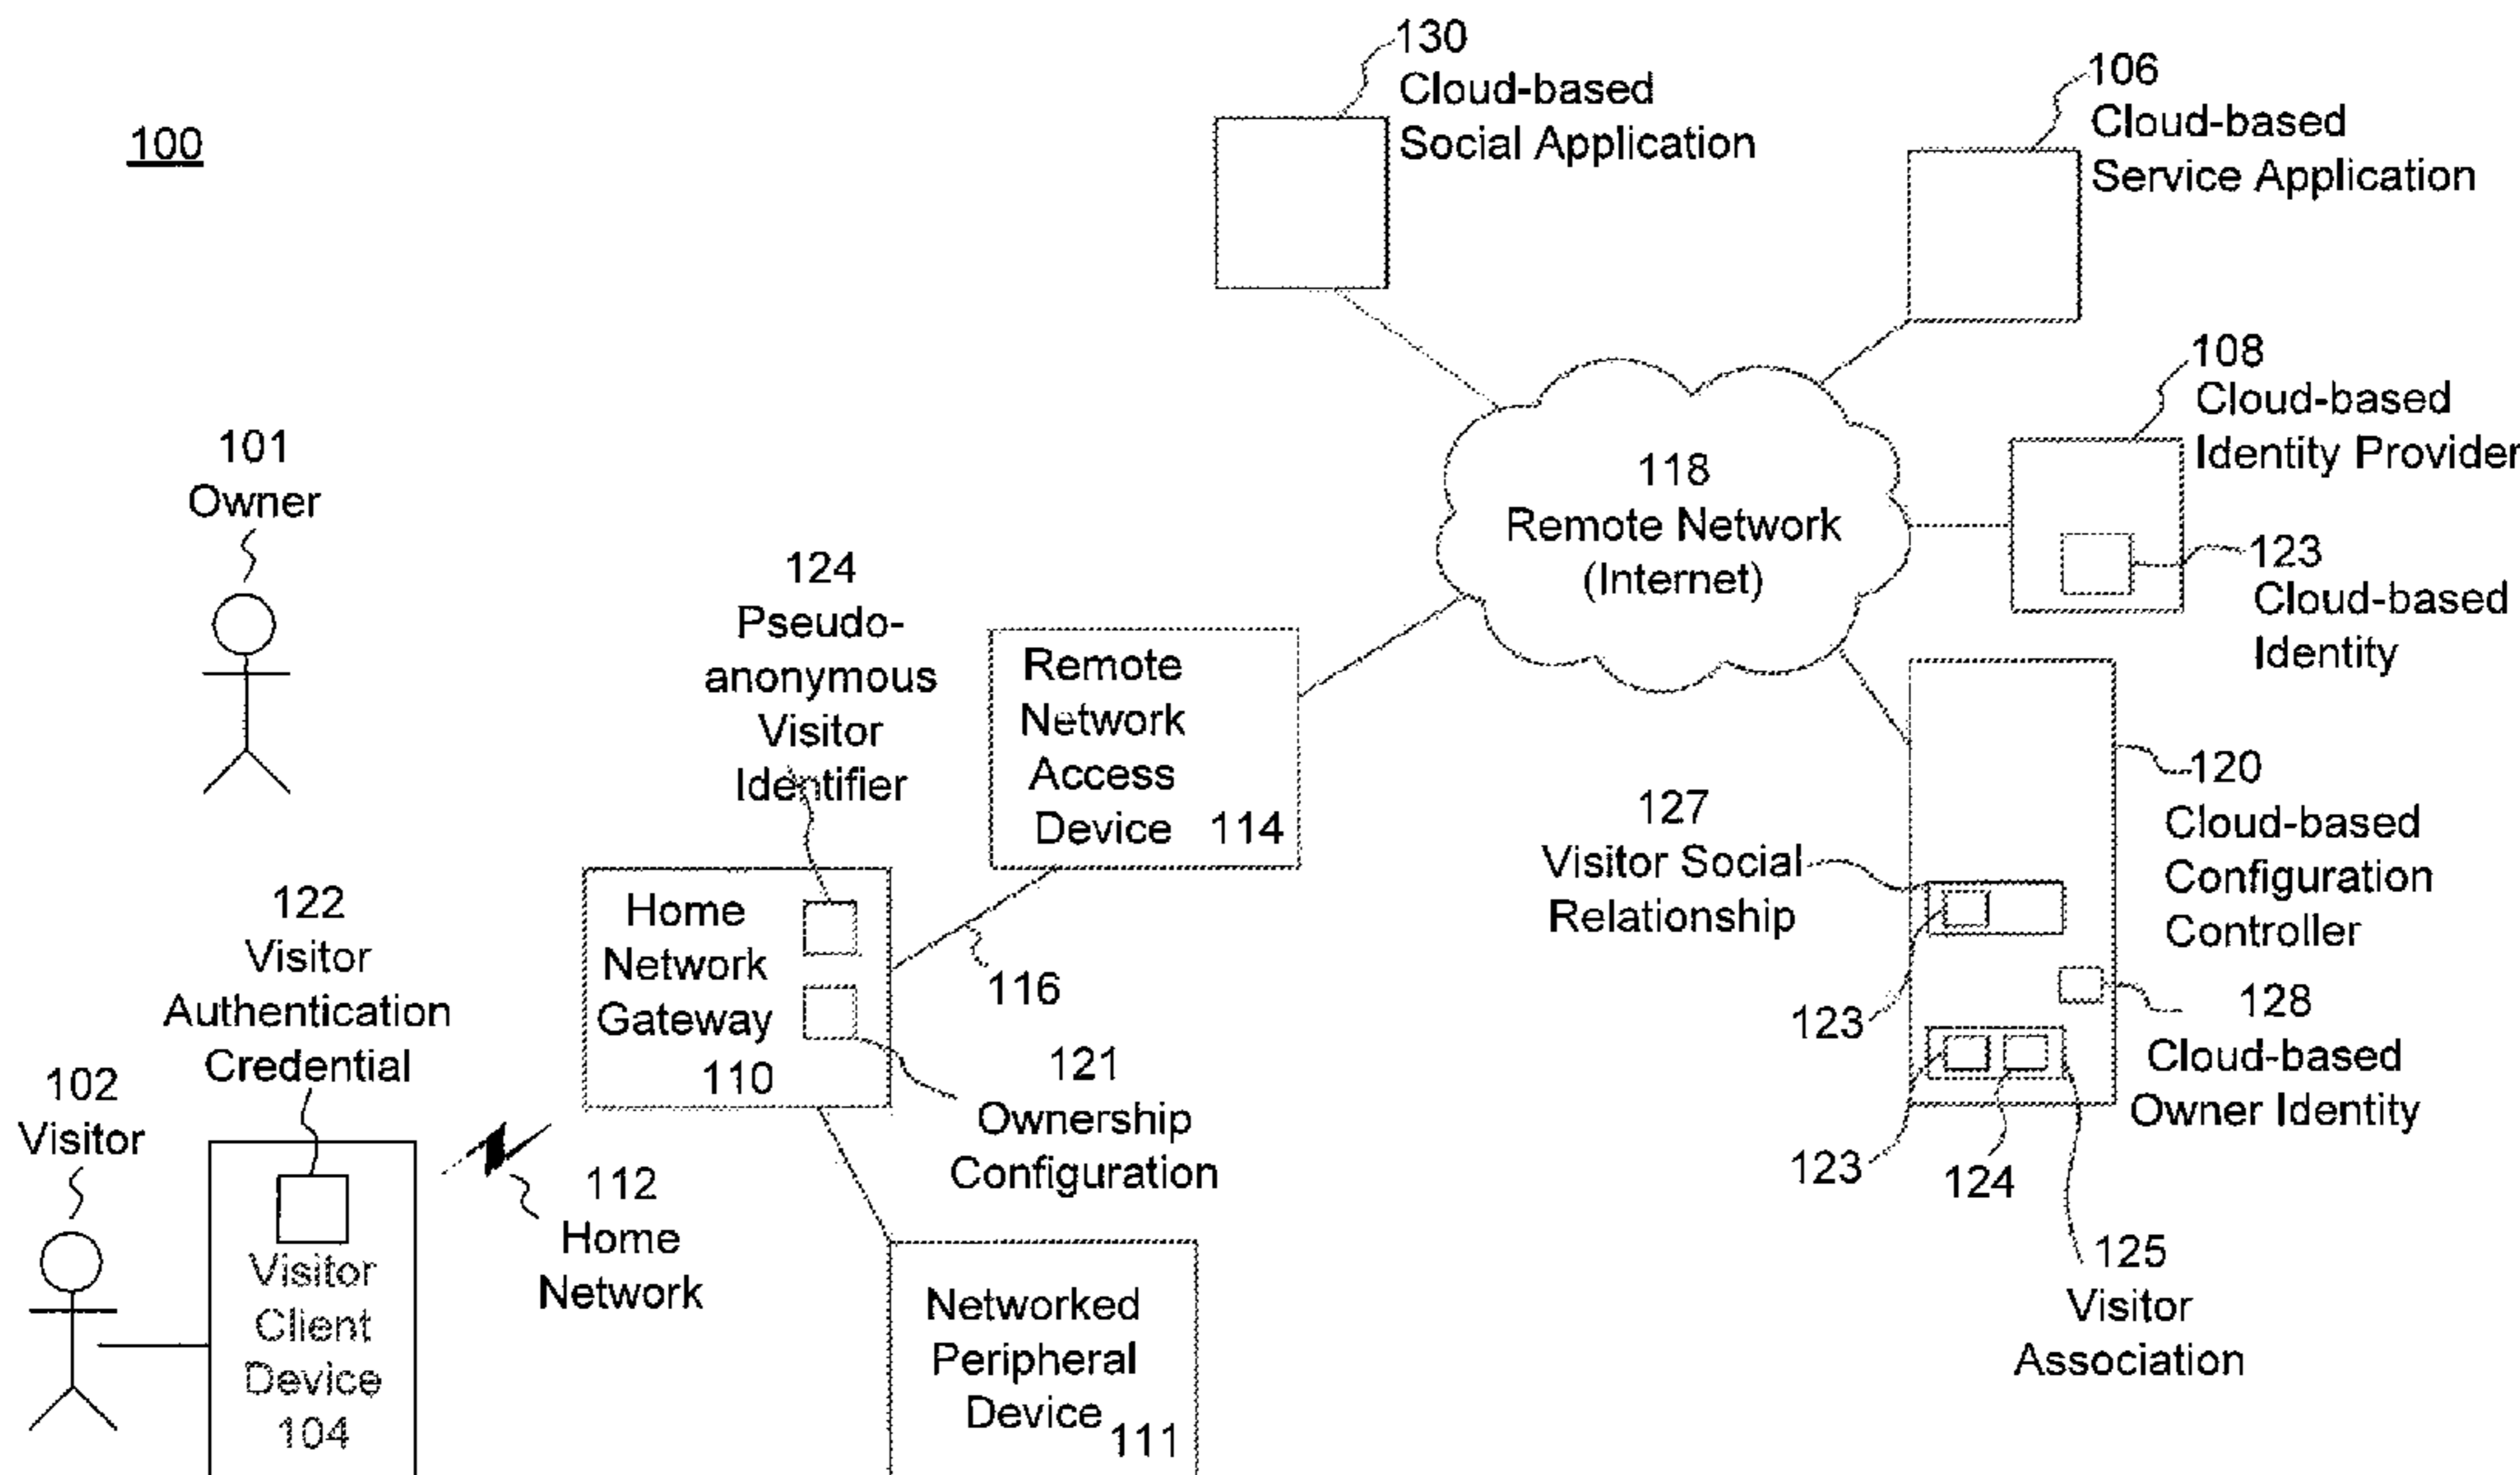 100
130
Cloud-based
Social Application
106
Cloud-based
Service Application
108
Cloud-based
Identity Provider
123
Cloud-based
Identity
118
Remote Network
(Internet)
101
Owner
124
Pseudo-
anonymous
Visitor
Identifier
Remote
Network
Access
Device 114
120
Cloud-based
Configuration
Controller
127
Visitor Social
Relationship
123
128
Cloud-based
Owner Identity
123
124
125
Visitor
Association
Home
Network
Gateway
110
116
121
Ownership
Configuration
122
Visitor
Authentication
Credential
102
Visitor
112
Home
Network
Visitor
Client
Device
104
Networked
Peripheral
Device
111